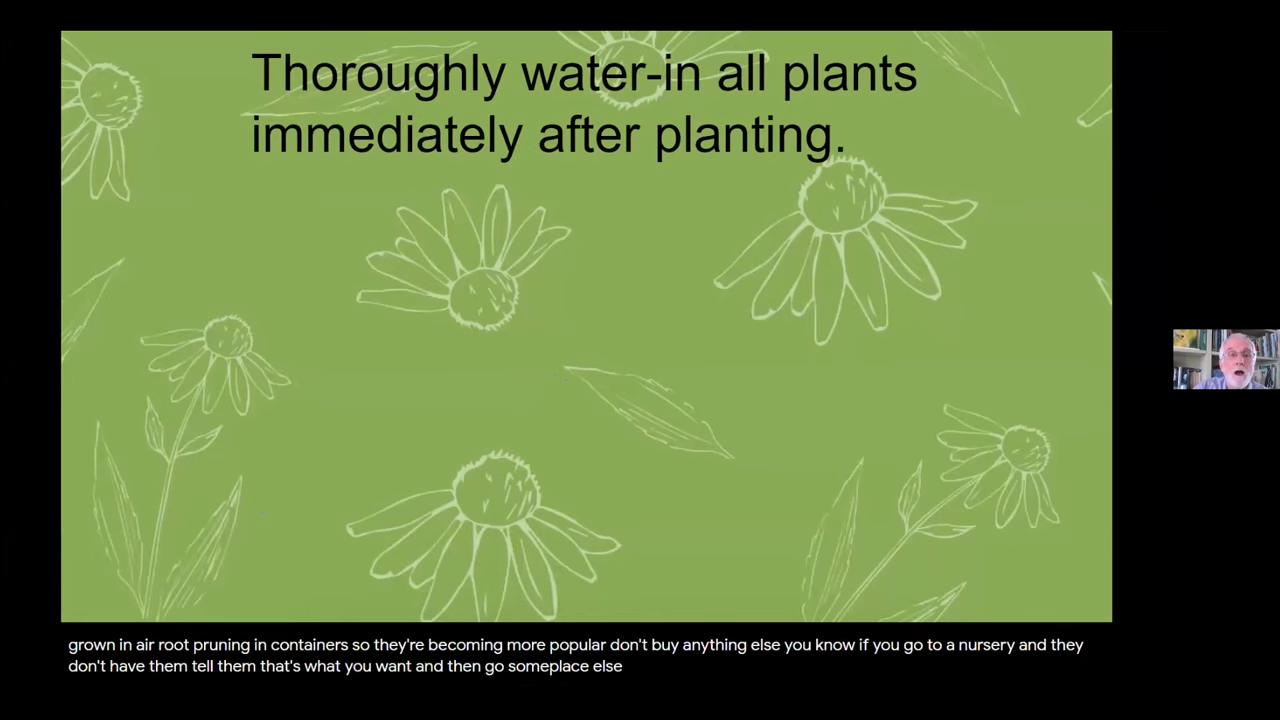 Thoroughly water-in all plants
immediately after planting.
grown in air root pruning in containers so they're becoming more popular don't buy anything else you know if you go to a nursery and they
don't have them tell them that's what you want and then go someplace else